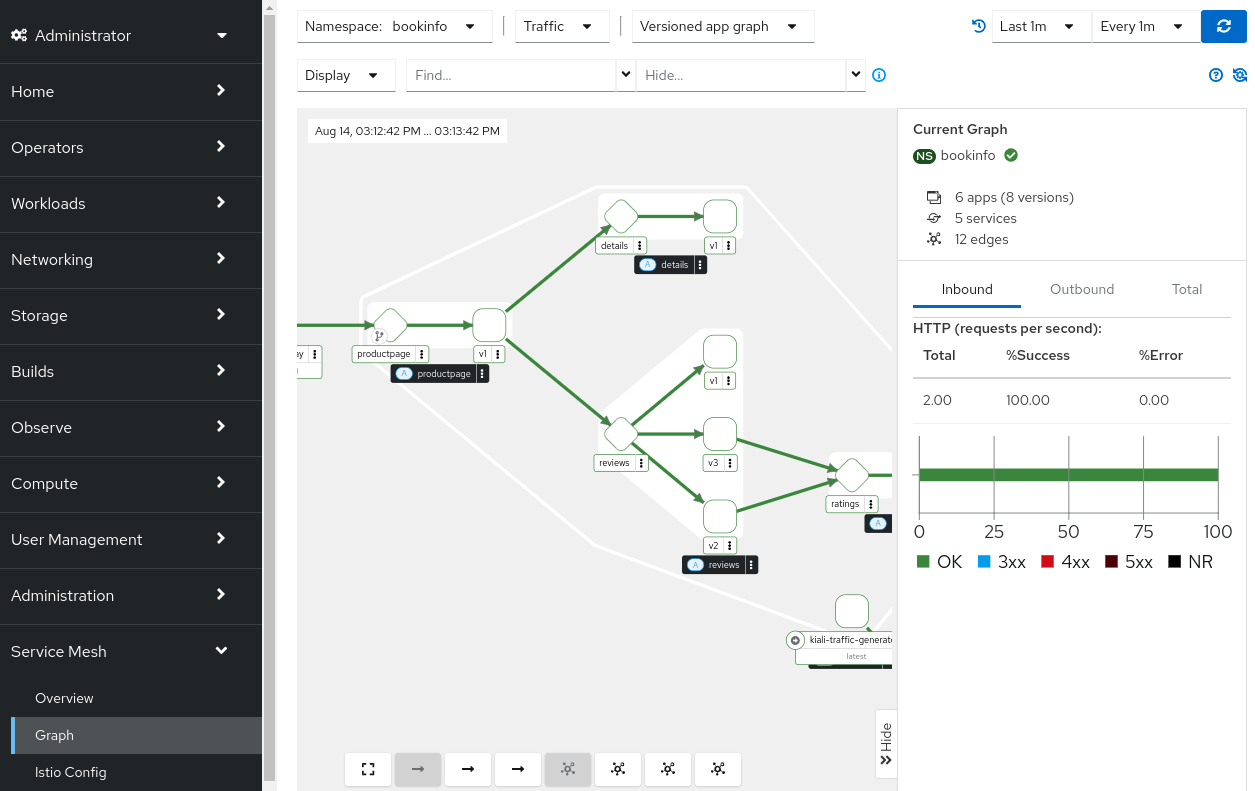 Administrator
Home
Operators
Workloads
Networking
Storage
Builds
Observe
Compute
User Management
Administration
Service Mesh
Overview
Graph
Istio Config
Namespace: bookinfo
Traffic
Versioned app graph
Last 1m
Every 1m
Display
Find...
Hide...
Aug 14, 03:12:42 PM ... 03:13:42 PM
details
v1
A details
productpage
v1
A productpage
v1
reviews
v3
v2
A reviews
ratings
A
kiali-traffic-generato
latest
Hide
Current Graph
NS bookinfo
6 apps (8 versions)
5 services
12 edges
Inbound Outbound Total
HTTP (requests per second):
Total %Success %Error
2.00 100.00 0.00
0 25 50 75 100
OK 3xx 4xx 5xx NR